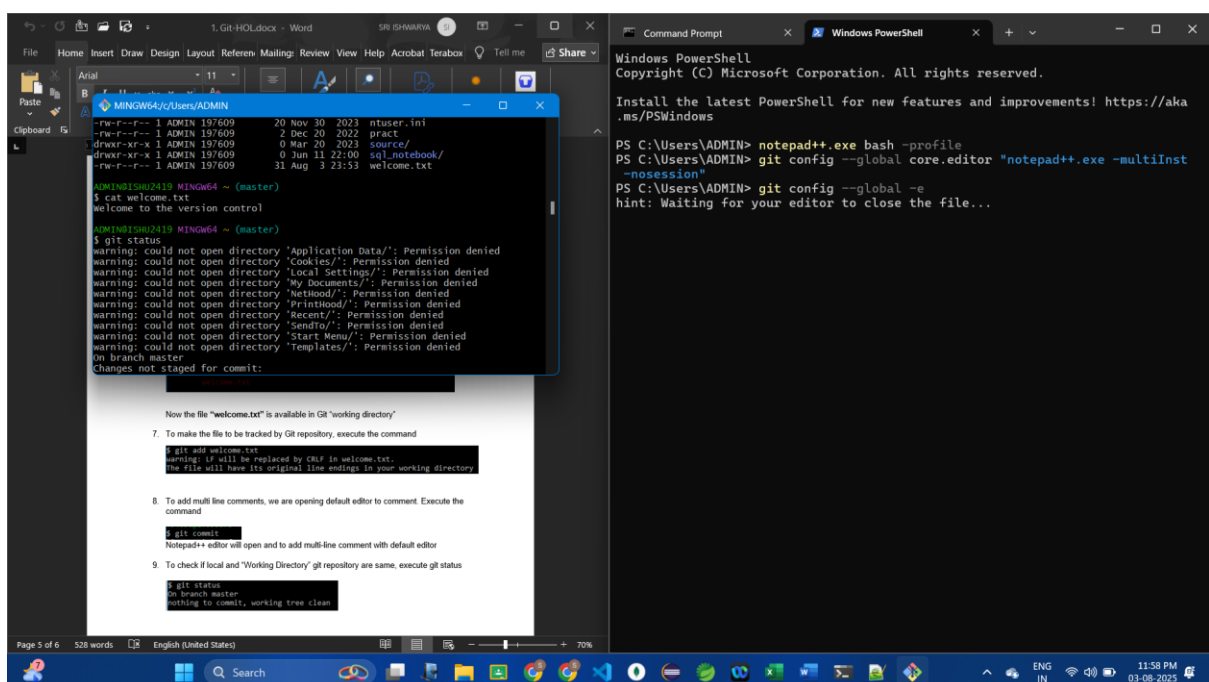 1. Git-HOL.docx - Word
SRI ISHWARYA
SI
File Home Insert Draw Design Layout Referen Mailing: Review View Help Acrobat Terabox Tell me Share
Paste
Clipboard
Arial 11
MINGW64:/c/Users/ADMIN
-rw-r--r-- 1 ADMIN 197609 20 Nov 30 2023 ntuser.ini
-rw-r--r-- 1 ADMIN 197609 2 Dec 20 2022 pract
drwxr-xr-x 1 ADMIN 197609 0 Mar 20 2023 source/
drwxr-xr-x 1 ADMIN 197609 0 Jun 11 22:00 sql_notebook/
-rw-r--r-- 1 ADMIN 197609 31 Aug 3 23:53 welcome.txt
ADMIN@ISHU2419 MINGW64 ~ (master)
$ cat welcome.txt
Welcome to the version control
ADMIN@ISHU2419 MINGW64 ~ (master)
$ git status
warning: could not open directory 'Application Data/': Permission denied
warning: could not open directory 'Cookies/': Permission denied
warning: could not open directory 'Local Settings/': Permission denied
warning: could not open directory 'My Documents/': Permission denied
warning: could not open directory 'NetHood/': Permission denied
warning: could not open directory 'PrintHood/': Permission denied
warning: could not open directory 'Recent/': Permission denied
warning: could not open directory 'SendTo/': Permission denied
warning: could not open directory 'Start Menu/': Permission denied
warning: could not open directory 'Templates/': Permission denied
On branch master
Changes not staged for commit:
Now the file "welcome.txt" is available in Git "working directory"
7. To make the file to be tracked by Git repository, execute the command
$ git add welcome.txt
warning: LF will be replaced by CRLF in welcome.txt.
The file will have its original line endings in your working directory
8. To add multi line comments, we are opening default editor to comment. Execute the
command
$ git commit
Notepad++ editor will open and to add multi-line comment with default editor
9. To check if local and "Working Directory" git repository are same, execute git status
$ git status
On branch master
nothing to commit, working tree clean
Page 5 of 6 528 words English (United States) 70%
Command Prompt
Windows PowerShell
Windows PowerShell
Copyright (C) Microsoft Corporation. All rights reserved.
Install the latest PowerShell for new features and improvements! https://aka
.ms/PSWindows
PS C:\Users\ADMIN> notepad++.exe bash -profile
PS C:\Users\ADMIN> git config --global core.editor "notepad++.exe -multiInst
-nosession"
PS C:\Users\ADMIN> git config --global -e
hint: Waiting for your editor to close the file...
Search
ENG
IN
11:58 PM
03-08-2025